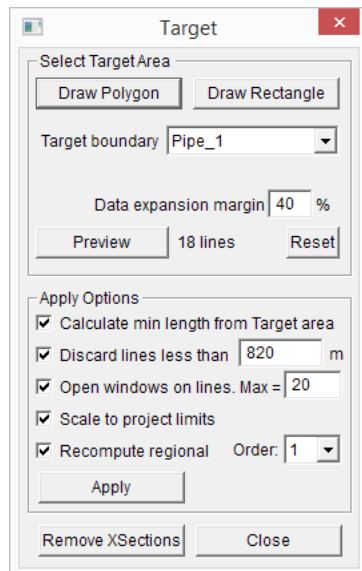 Target
Select Target Area
Draw Polygon Draw Rectangle
Target boundary Pipe_1
Data expansion margin 40 %
Preview 18 lines Reset
Apply Options
Calculate min length from Target area
Discard lines less than 820 m
Open windows on lines. Max = 20
Scale to project limits
Recompute regional Order: 1
Apply
Remove XSections Close